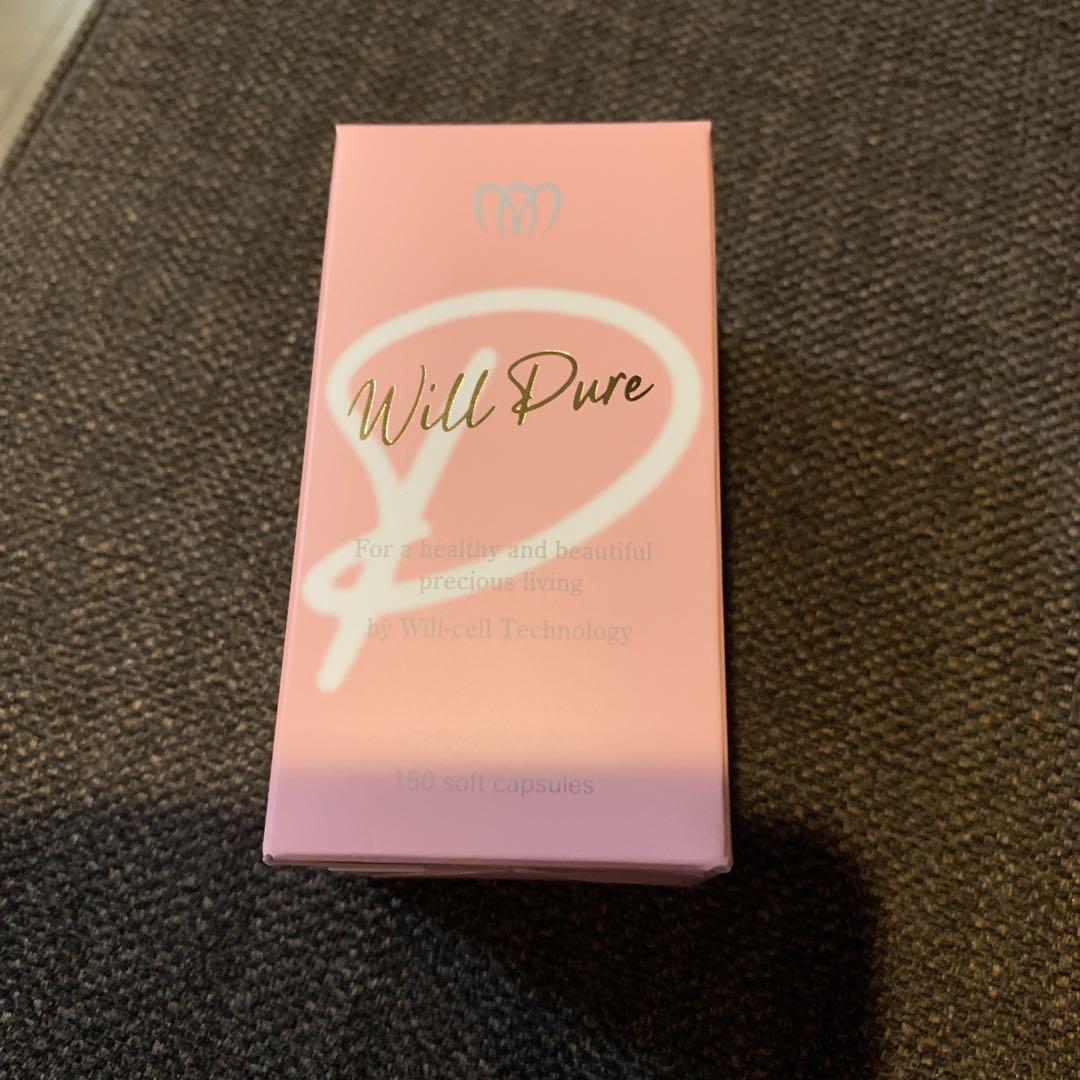 Will Pure
For a healthy and beautiful
precious living
by Will-cell Technology
150 soft capsules